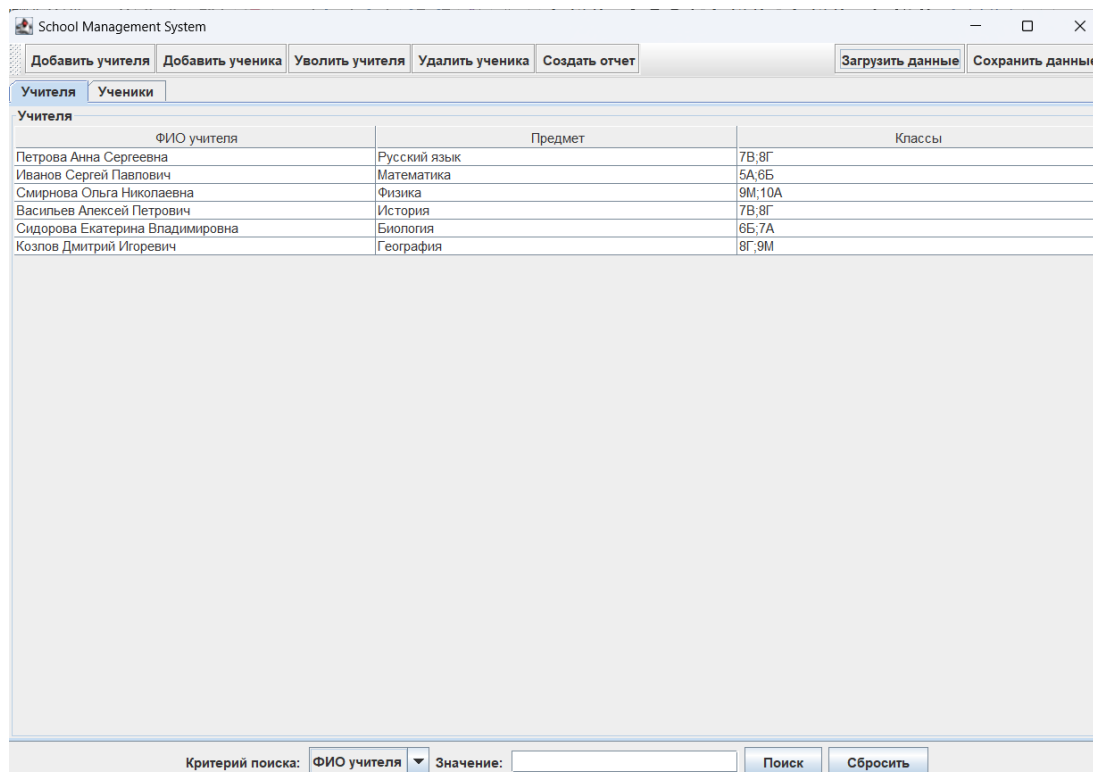 School Management System
Добавить учителя Добавить ученика Уволить учителя Удалить ученика Создать отчет Загрузить данные Сохранить данные
Учителя Ученики
Учителя
ФИО учителя Предмет Классы
Петрова Анна Сергеевна Русский язык 7В;8Г
Иванов Сергей Павлович Математика 5А;6Б
Смирнова Ольга Николаевна Физика 9М;10А
Васильев Алексей Петрович История 7В;8Г
Сидорова Екатерина Владимировна Биология 6Б;7А
Козлов Дмитрий Игоревич География 8Г;9М
Критерий поиска: ФИО учителя Значение: Поиск Сбросить